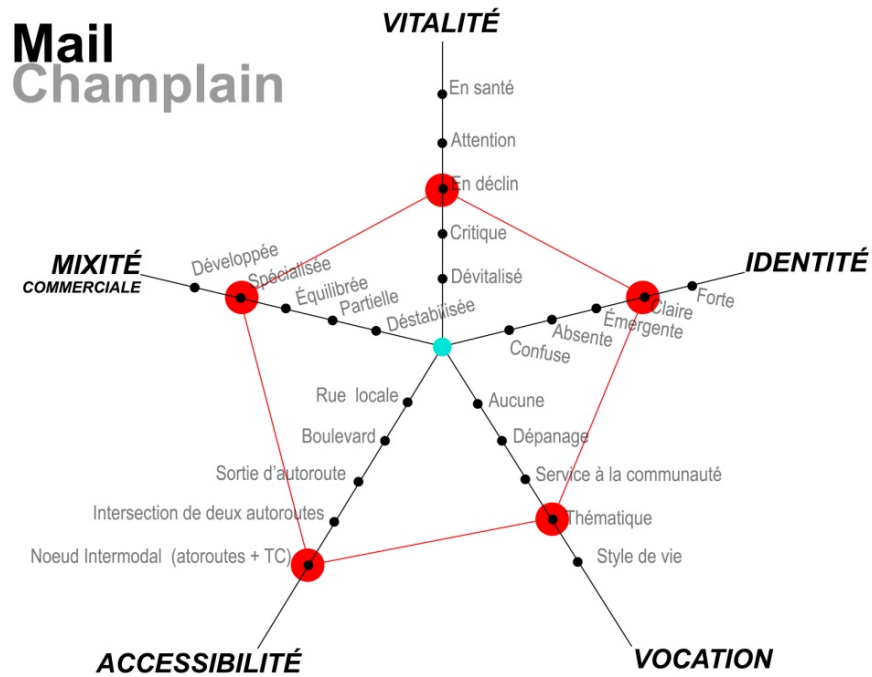 Mail
Champlain
VITALITÉ
En santé
Attention
En déclin
Critique
Dévitalisé
MIXITÉ
COMMERCIALE
Développée
Spécialisée
Équilibrée
Partielle
Déstabilisée
IDENTITÉ
Forte
Claire
Émergente
Absente
Confuse
Rue locale
Boulevard
Sortie d'autoroute
Intersection de deux autoroutes
Noeud Intermodal (atoroutes + TC)
ACCESSIBILITÉ
Aucune
Dépanage
Service à la communauté
Thématique
Style de vie
VOCATION